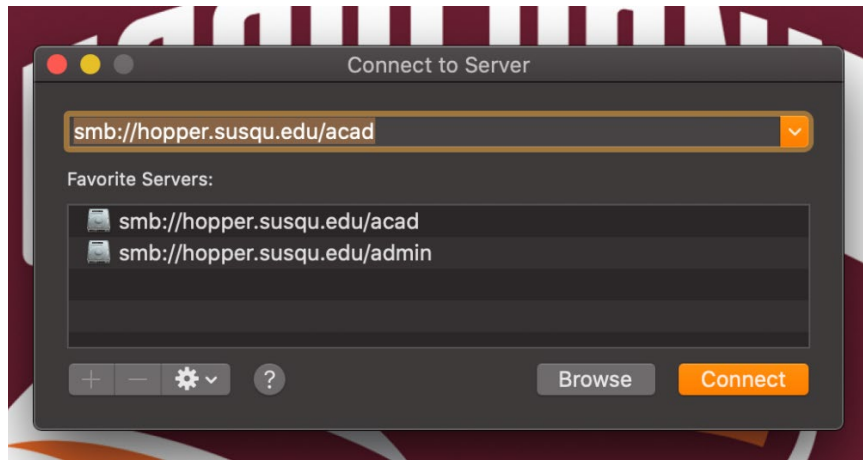 Connect to Server
smb://hopper.susqu.edu/acad
Favorite Servers:
smb://hopper.susqu.edu/acad
smb://hopper.susqu.edu/admin
? Browse Connect